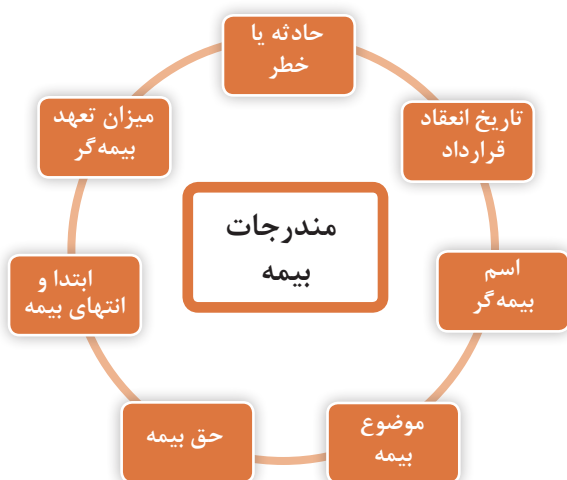 حادثه یا
خطر
تاریخ انعقاد
قرارداد
اسم
بیمه‌گر
موضوع
بیمه
حق بیمه
ابتدا و
انتهای بیمه
میزان تعهد
بیمه‌گر
مندرجات
بیمه